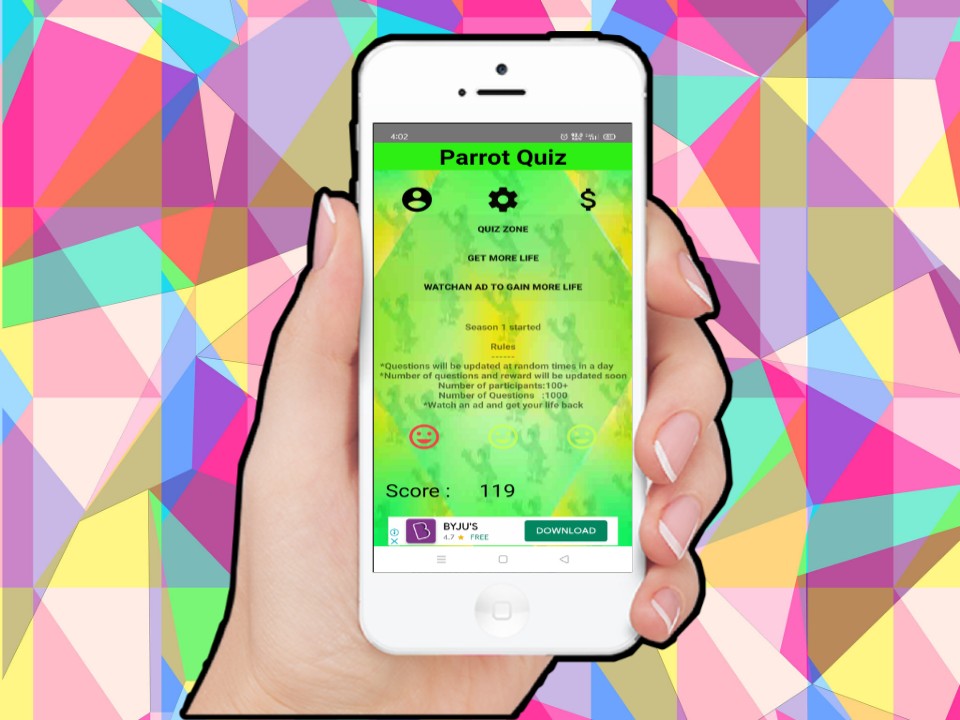 4:02
Parrot Quiz
QUIZ ZONE
GET MORE LIFE
WATCHAN AD TO GAIN MORE LIFE
Season 1 started
Rules
------
*Questions will be updated at random times in a day
*Number of questions and reward will be updated soon
Number of participants:100+
Number of Questions :1000
*Watch an ad and get your life back
Score : 119
BYJU'S
4.7 ★ FREE
DOWNLOAD